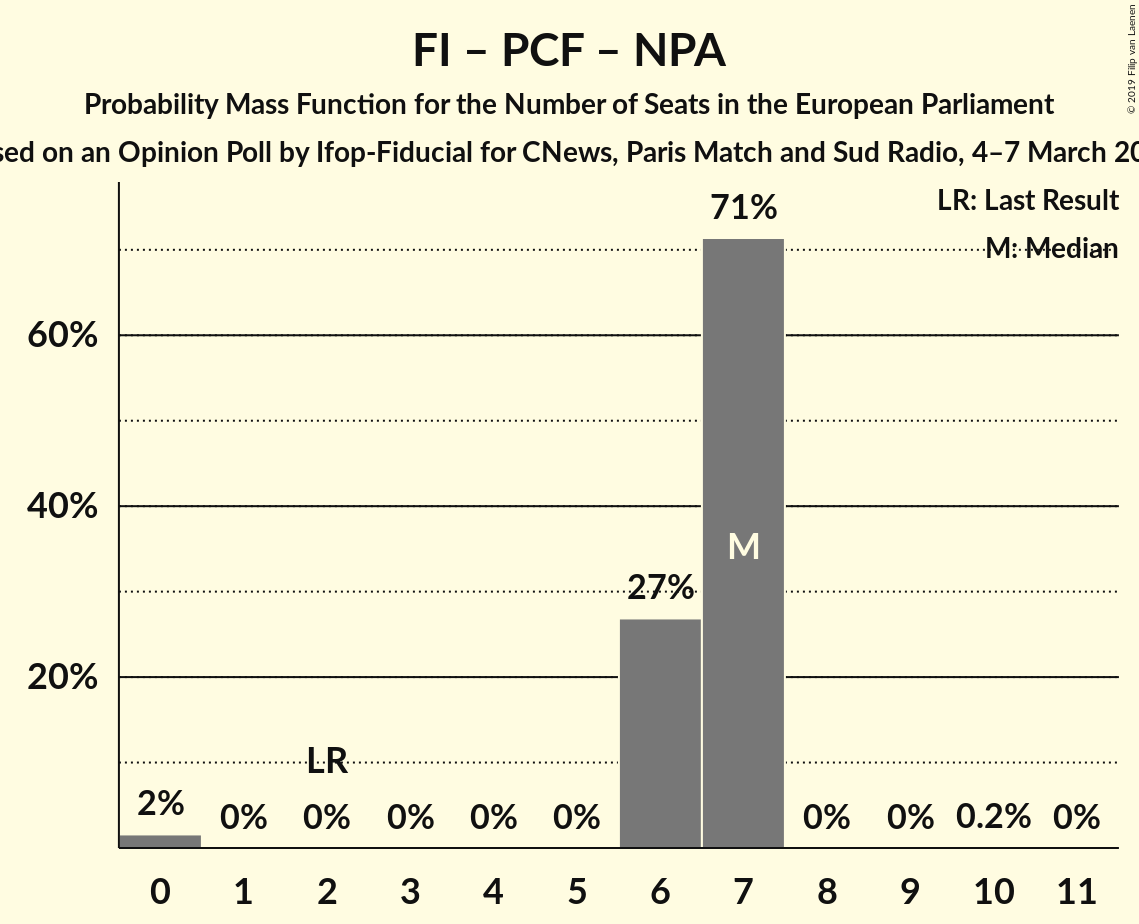 FI – PCF – NPA
Probability Mass Function for the Number of Seats in the European Parliament
on an Opinion Poll by Ifop-Fiducial for CNews, Paris Match and Sud Radio, 4–7 March
© 2019 Filip van Laenen
LR: Last Result
M: Median
71%
60%
40%
M
27%
20%
LR
2% 0% 0% 0% 0% 0% 0% 0% 0.2% 0%
0 1 2 3 4 5 6 7 8 9 10 11